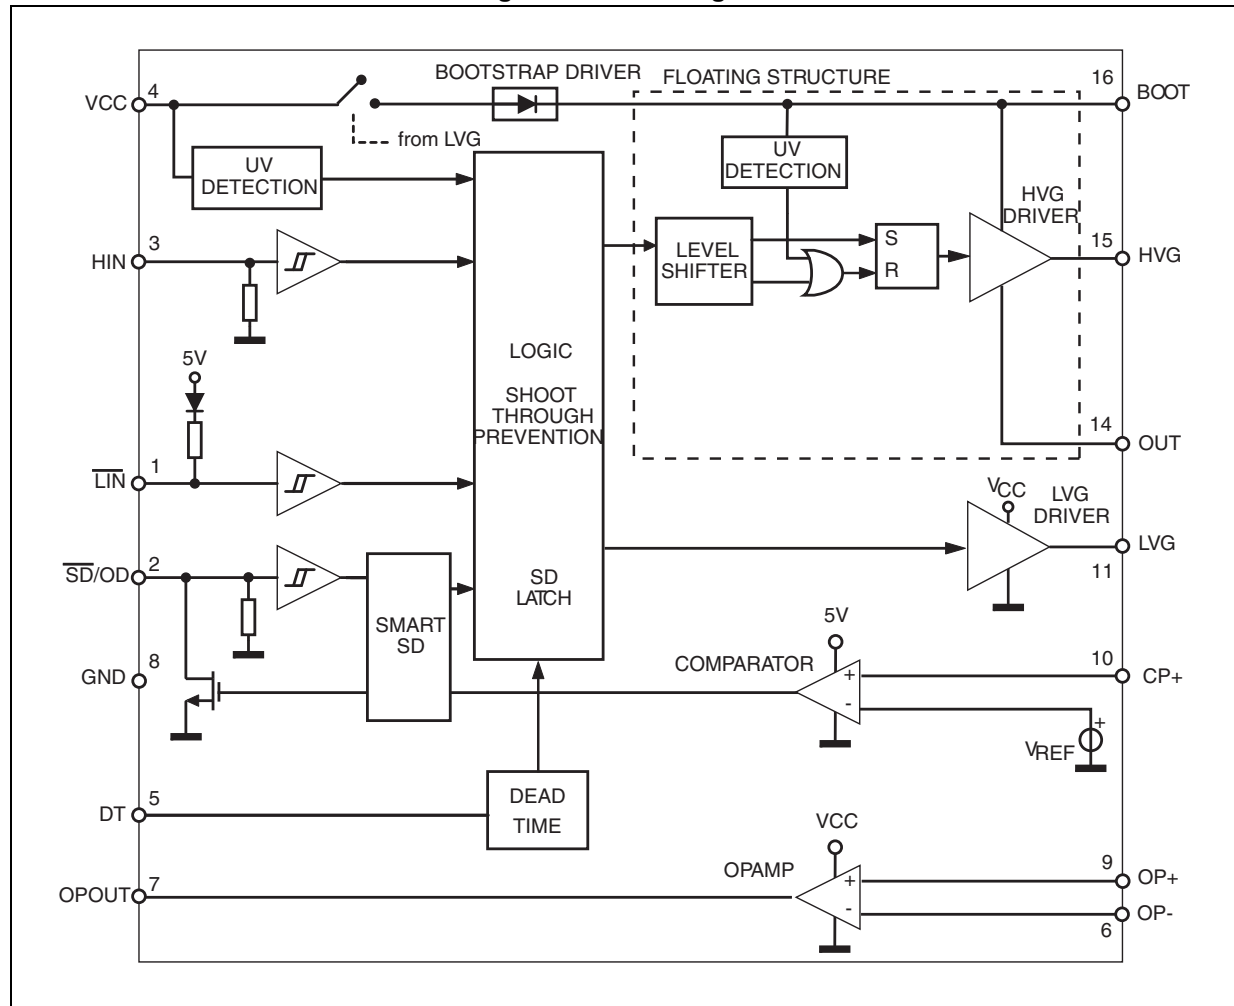 BOOTSTRAP DRIVER
FLOATING STRUCTURE
16
BOOT
VCC
4
from LVG
UV
DETECTION
UV
DETECTION
HVG
DRIVER
3
HIN
LEVEL
SHIFTER
S
R
15
HVG
5V
LOGIC
SHOOT
THROUGH
PREVENTION
14
OUT
LIN
1
VCC
LVG
DRIVER
LVG
11
SD/OD
2
SD
LATCH
SMART
SD
5V
GND
8
COMPARATOR
+
-
10
CP+
+
VREF
DT
5
DEAD
TIME
VCC
OPAMP
+
-
9
OP+
OPOUT
7
OP-
6